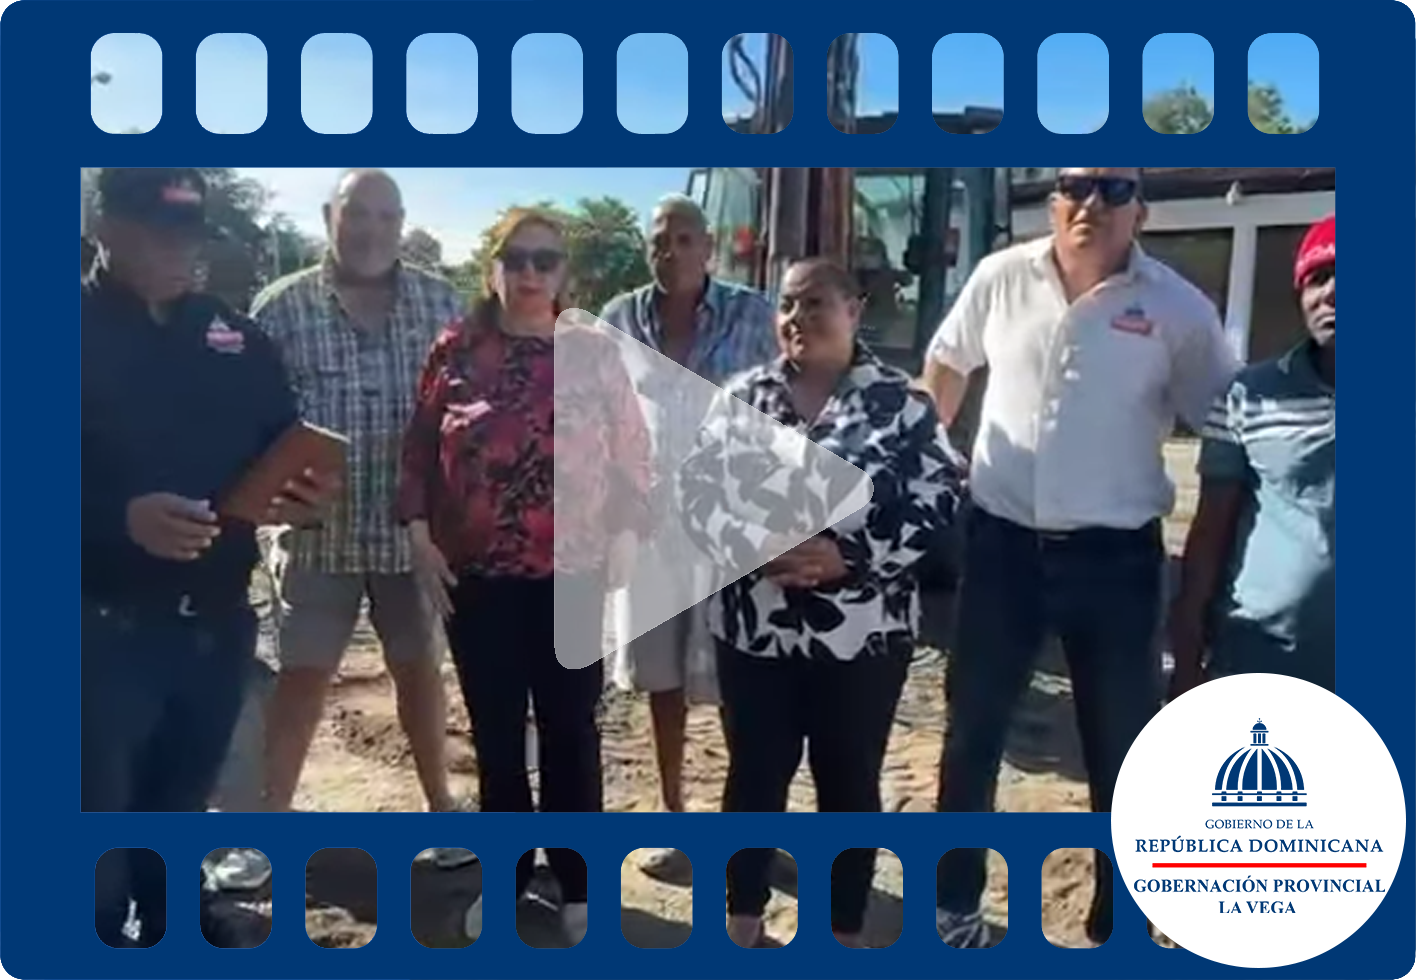 GOBIERNO DE LA
REPÚBLICA DOMINICANA
GOBERNACIÓN PROVINCIAL
LA VEGA